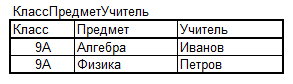 КлассПредметУчитель
Класс Предмет Учитель
9А Алгебра Иванов
9А Физика Петров